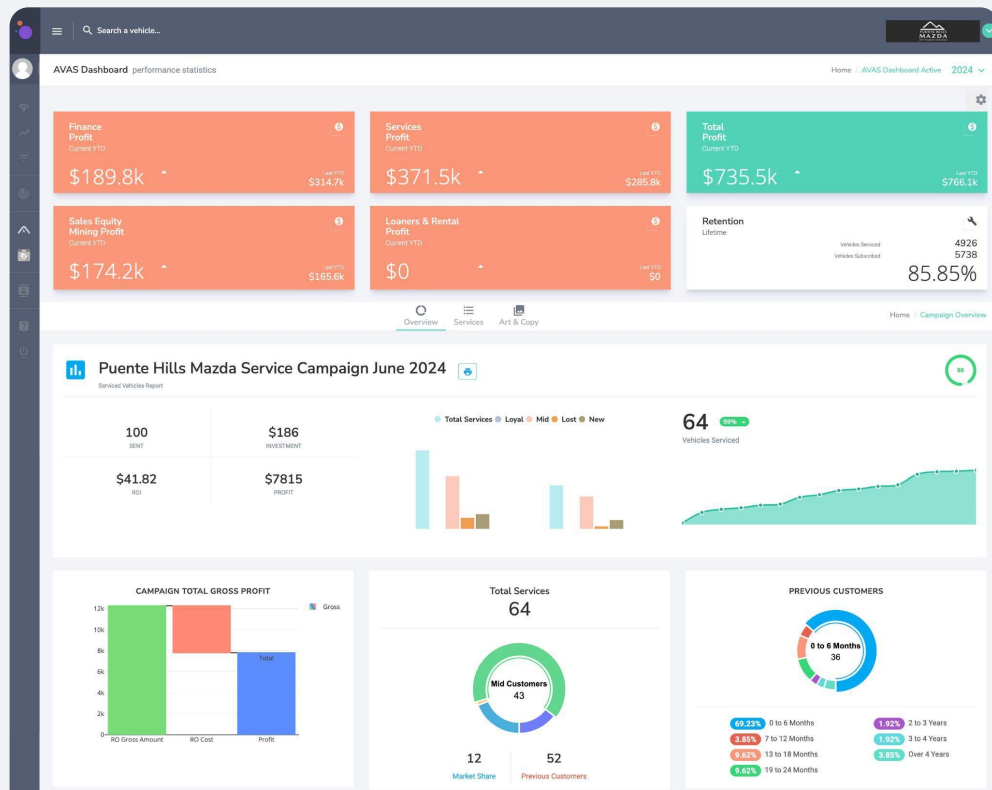 Search a vehicle...
PUENTE HILLS
MAZDA
AVAS Dashboard performance statistics
Home / AVAS Dashboard Active 2024
Finance
Profit
Current YTD
$189.8k
Last YTD
$314.7k
Services
Profit
Current YTD
$371.5k
Last YTD
$285.8k
Total
Profit
Current YTD
$735.5k
Last YTD
$766.1k
Sales Equity
Mining Profit
Current YTD
$174.2k
Last YTD
$165.6k
Loaners & Rental
Profit
Current YTD
$0
Last YTD
$0
Retention
Lifetime
Vehicles Serviced 4926
Vehicles Subscribed 5738
85.85%
Overview Services Art & Copy
Home / Campaign Overview
Puente Hills Mazda Service Campaign June 2024
Serviced Vehicles Report
80
100
SENT
$186
INVESTMENT
$41.82
ROI
$7815
PROFIT
Total Services Loyal Mid Lost New
64 99%
Vehicles Serviced
CAMPAIGN TOTAL GROSS PROFIT
Gross
12k
10k
8k
6k
4k
2k
0
Total
RO Gross Amount RO Cost Profit
Total Services
64
Mid Customers
43
12
Market Share
52
Previous Customers
PREVIOUS CUSTOMERS
0 to 6 Months
36
69.23% 0 to 6 Months
3.85% 7 to 12 Months
9.62% 13 to 18 Months
9.62% 19 to 24 Months
1.92% 2 to 3 Years
1.92% 3 to 4 Years
3.85% Over 4 Years